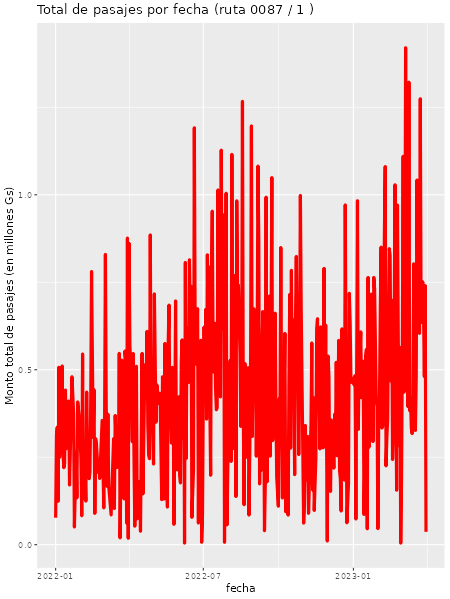 Total de pasajes por fecha (ruta 0087 / 1 )
Monto total de pasajes (en millones Gs)
1.0
0.5
0.0
2022-01 2022-07 2023-01
fecha